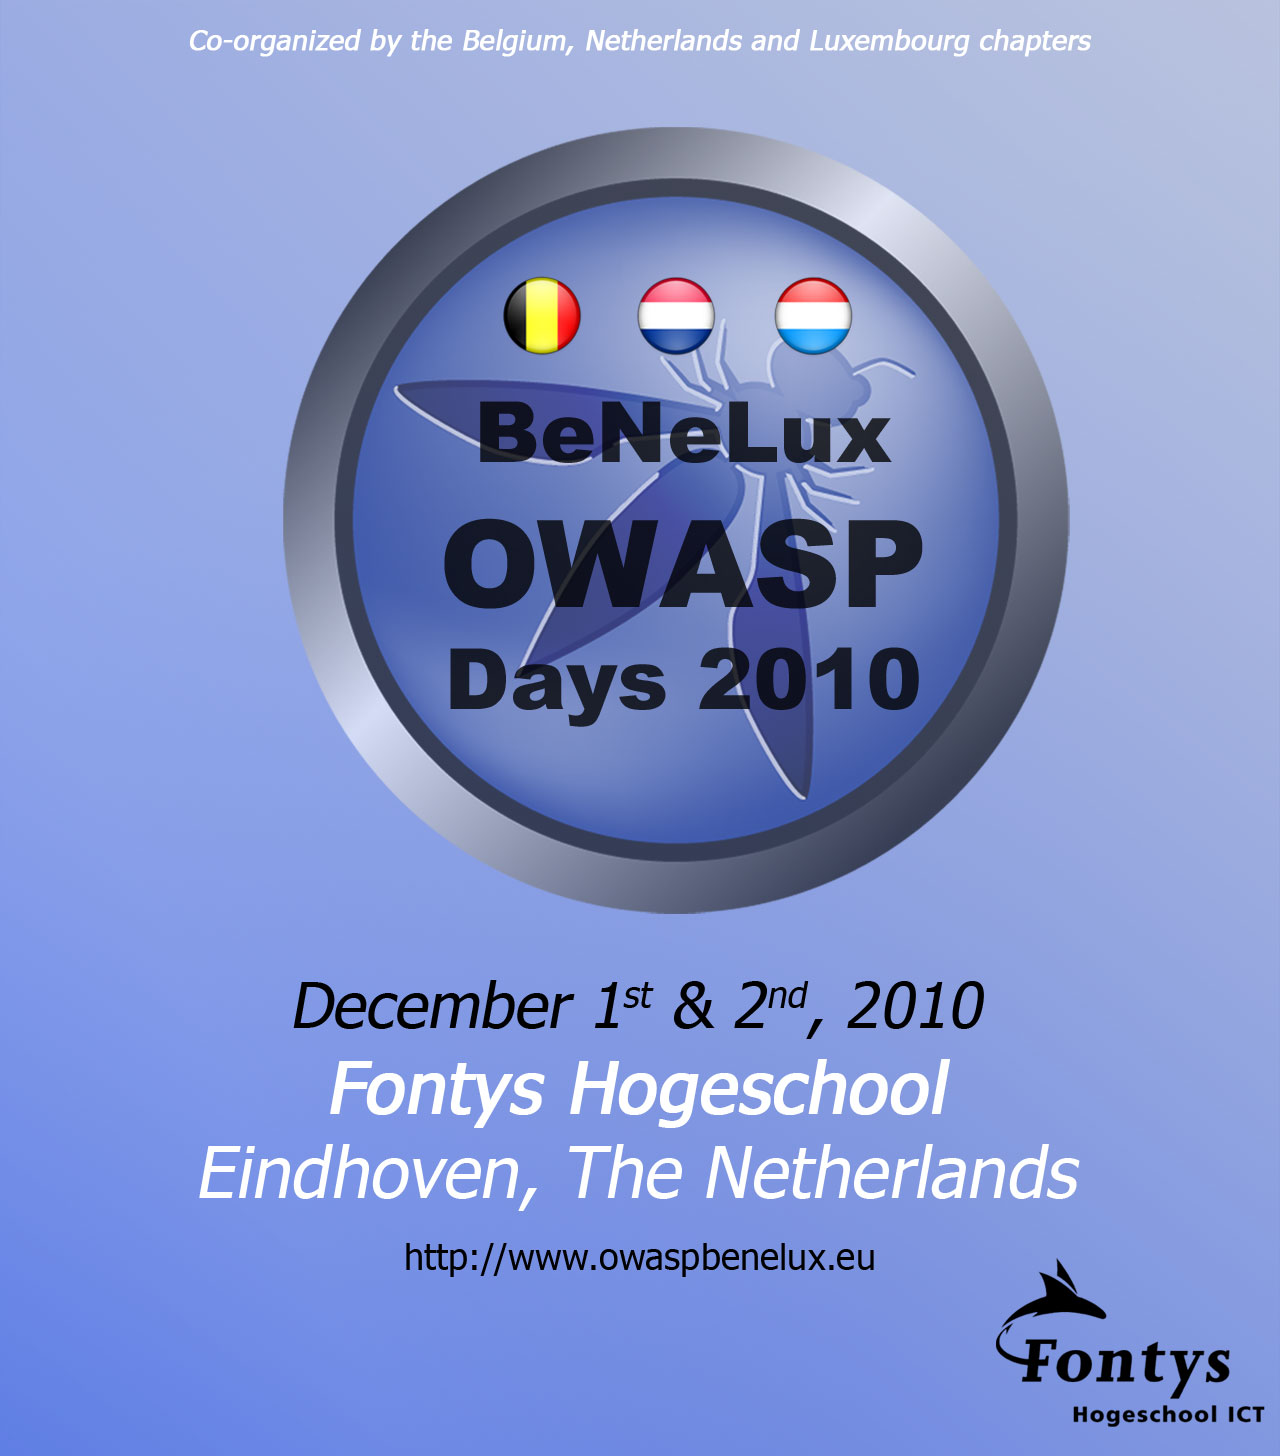 Co-organized by the Belgium, Netherlands and Luxembourg chapters
BeNeLux
OWASP
Days 2010
December 1st & 2nd, 2010
Fontys Hogeschool
Eindhoven, The Netherlands
http://www.owaspbenelux.eu
Fontys
Hogeschool ICT